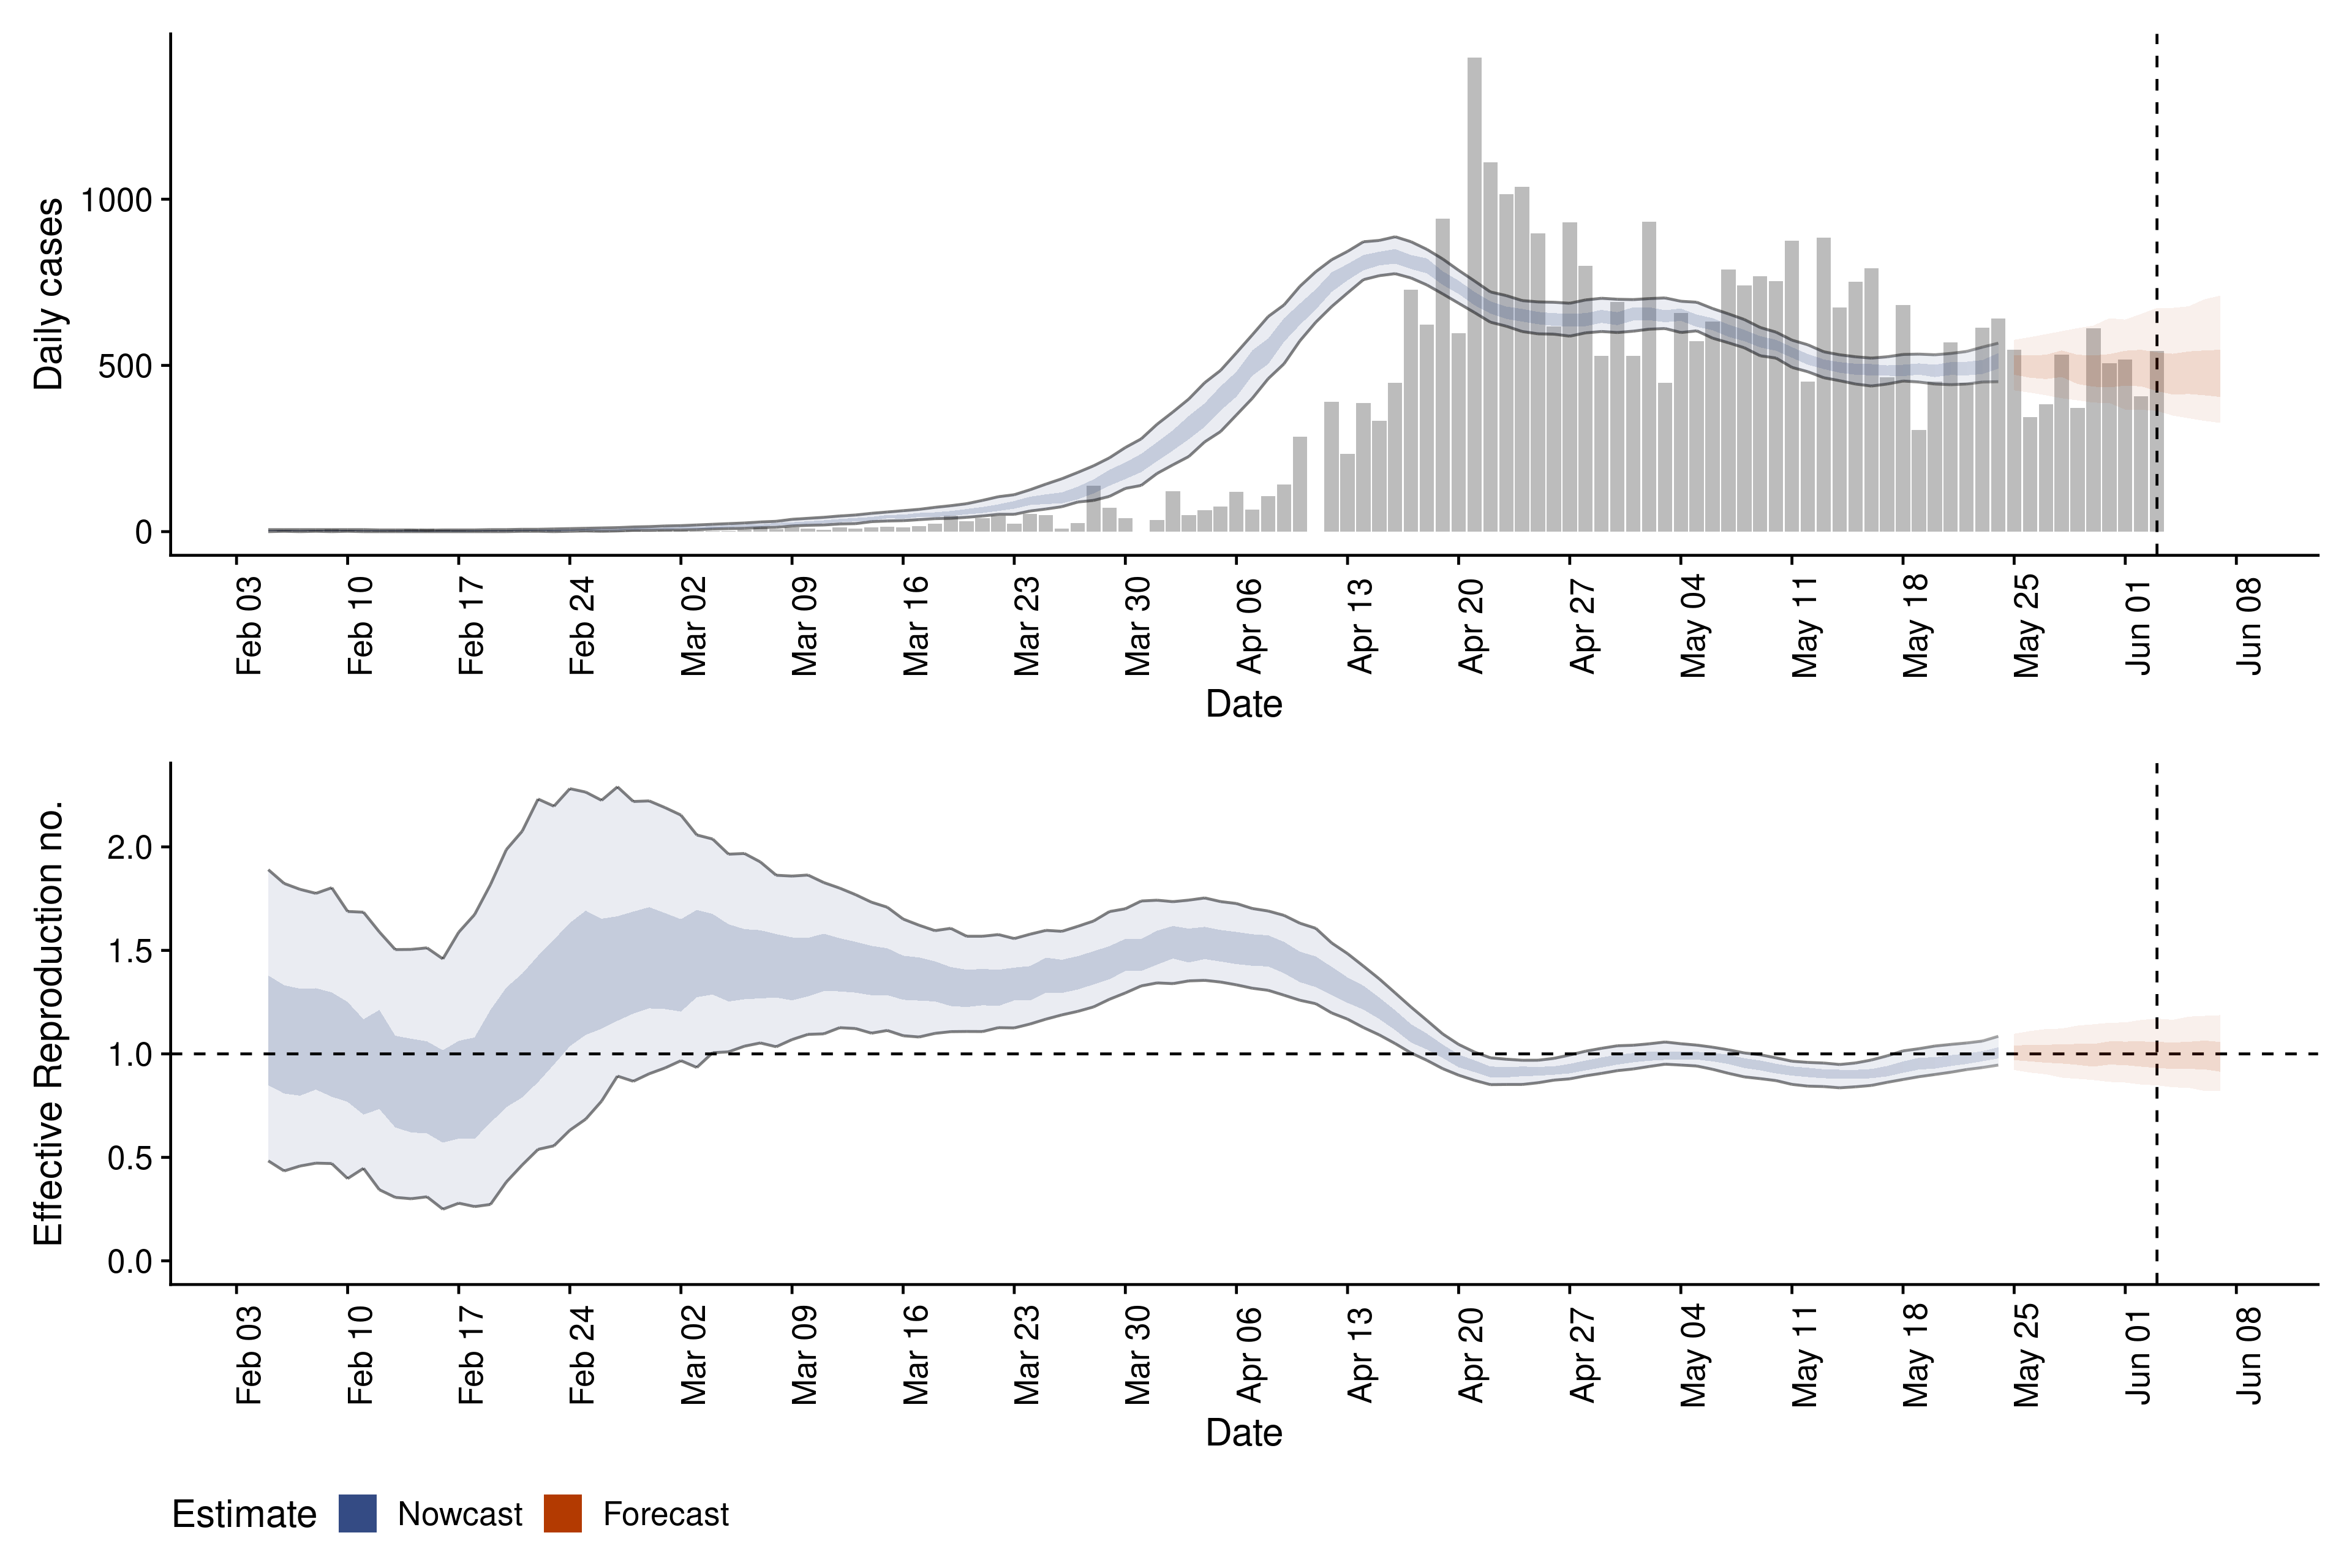 Daily cases
1000
500
0
Feb 03
Feb 10
Feb 17
Feb 24
Mar 02
Mar 09
Mar 16
Mar 23
Mar 30
Apr 06
Apr 13
Apr 20
Apr 27
May 04
May 11
May 18
May 25
Jun 01
Jun 08
Date
Effective Reproduction no.
2.0
1.5
1.0
0.5
0.0
Feb 03
Feb 10
Feb 17
Feb 24
Mar 02
Mar 09
Mar 16
Mar 23
Mar 30
Apr 06
Apr 13
Apr 20
Apr 27
May 04
May 11
May 18
May 25
Jun 01
Jun 08
Date
Estimate Nowcast Forecast